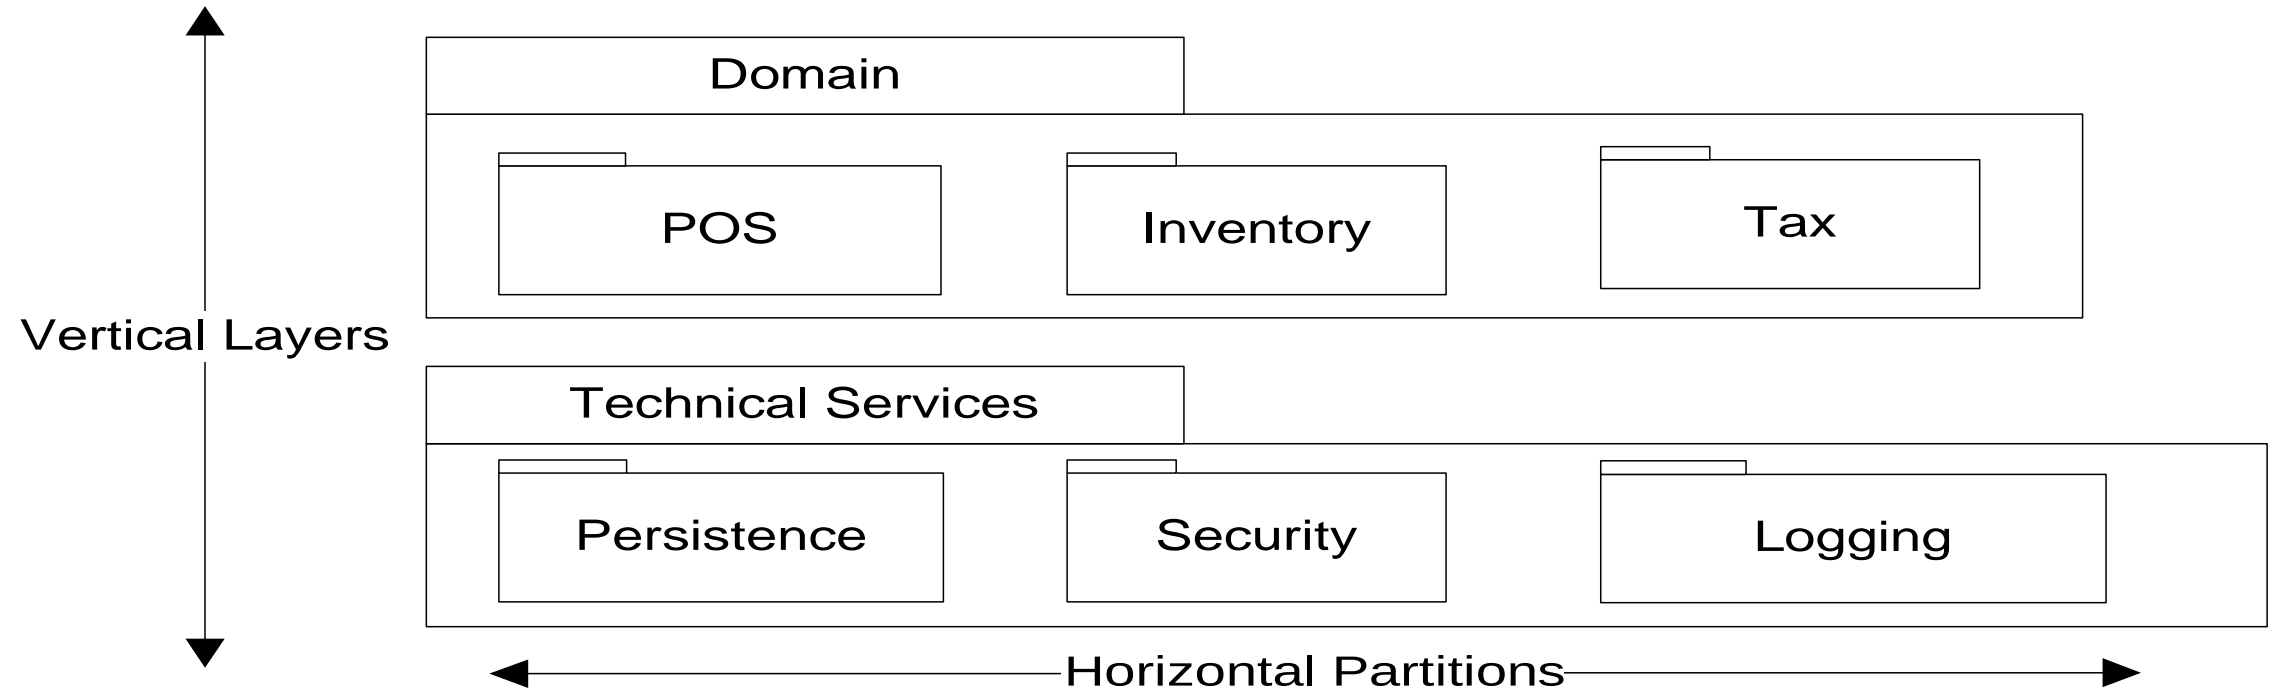 Domain
POS
Inventory
Tax
Vertical Layers
Technical Services
Persistence
Security
Logging
Horizontal Partitions